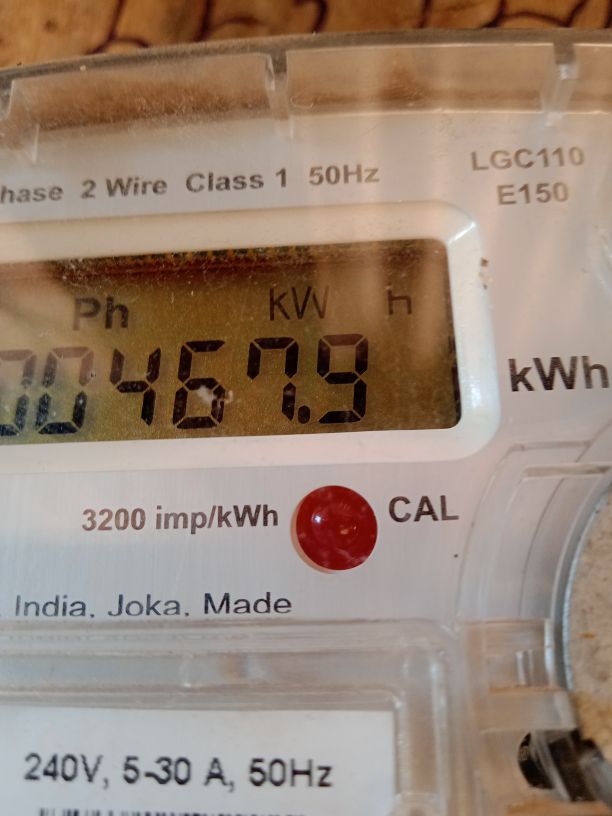 hase 2 Wire Class 1 50Hz
LGC110
E150
Ph kW h
00467.9
kWh
3200 imp/kWh
CAL
India, Joka, Made
240V, 5-30 A, 50Hz